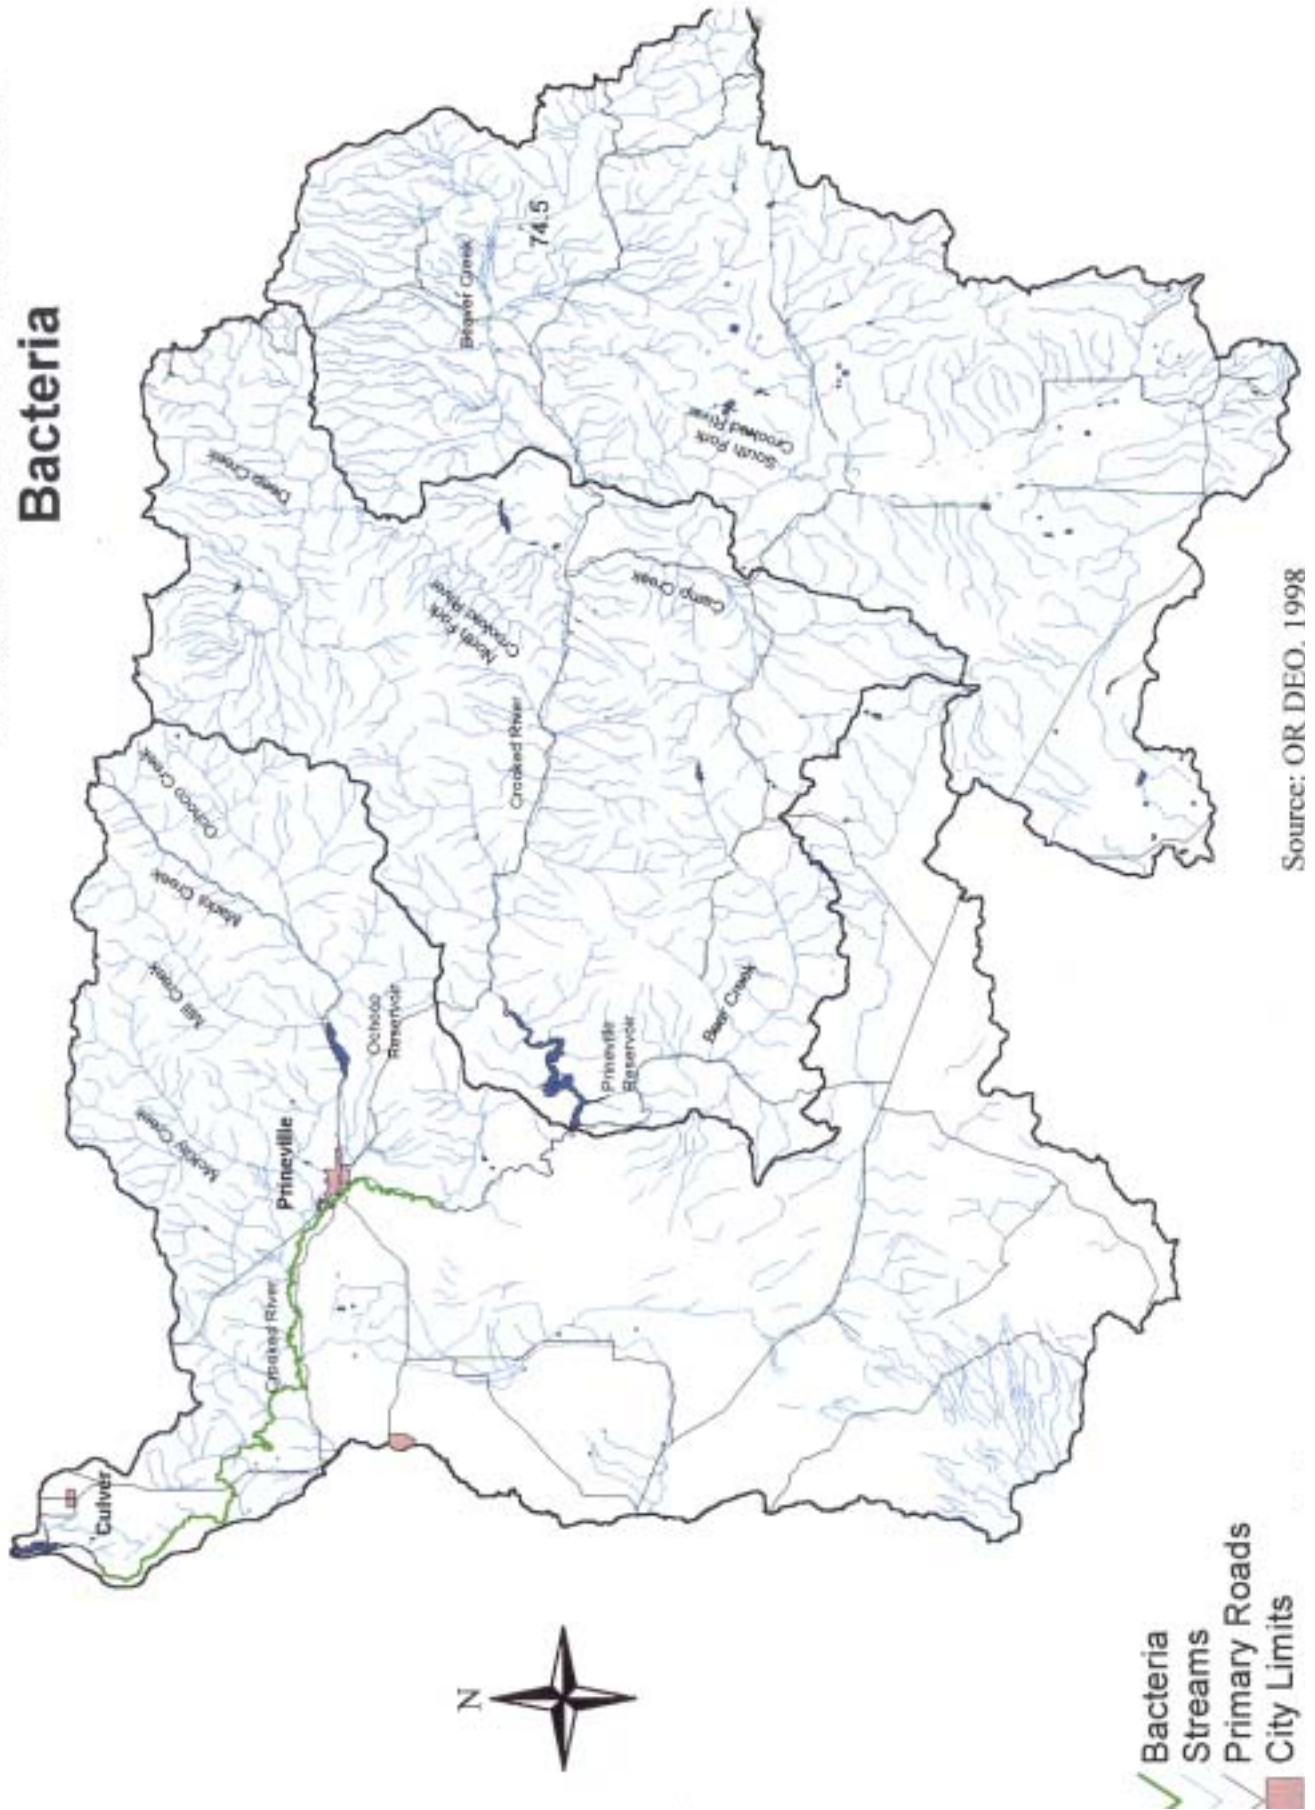 Bacteria
Culver
Ochoco Creek
Marks Creek
Mill Creek
McKay Creek
Deep Creek
Crooked River
Prineville
Ochoco
Reservoir
North Fork
Crooked River
Beaver Creek
74.5
N
Crooked River
Prineville
Reservoir
Camp Creek
South Fork
Crooked River
Bear Creek
Bacteria
Streams
Primary Roads
City Limits
Source: OR DEQ, 1998